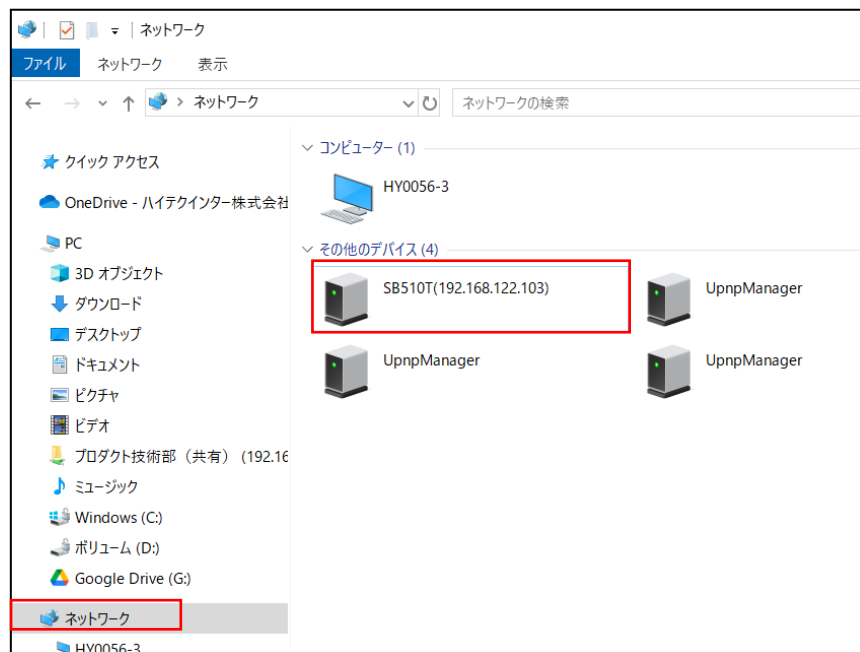 ネットワーク
ファイル ネットワーク 表示
ネットワーク ネットワークの検索
クイック アクセス
OneDrive - ハイテクインター株式会社
PC
3D オブジェクト
ダウンロード
デスクトップ
ドキュメント
ピクチャ
ビデオ
プロダクト技術部（共有） (192.16
ミュージック
Windows (C:)
ボリューム (D:)
Google Drive (G:)
ネットワーク
HY0056-3
コンピューター (1)
HY0056-3
その他のデバイス (4)
SB510T(192.168.122.103) UpnpManager
UpnpManager UpnpManager